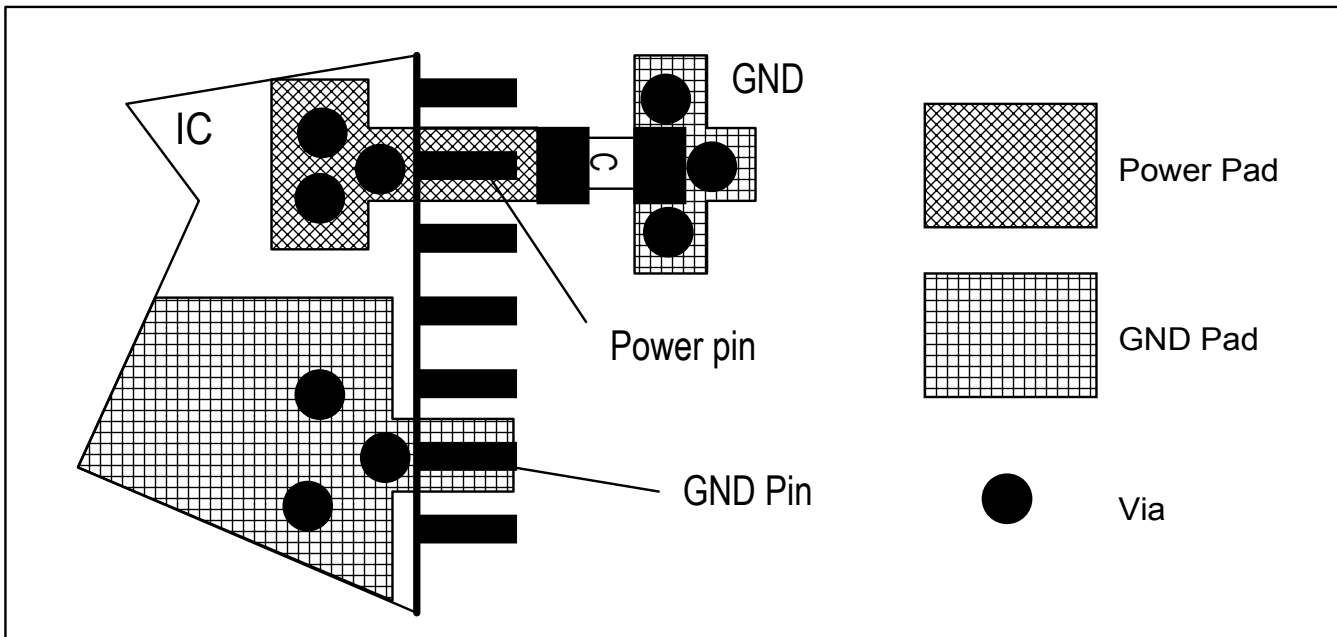 IC
GND
C
Power Pad
Power pin
GND Pad
GND Pin
Via